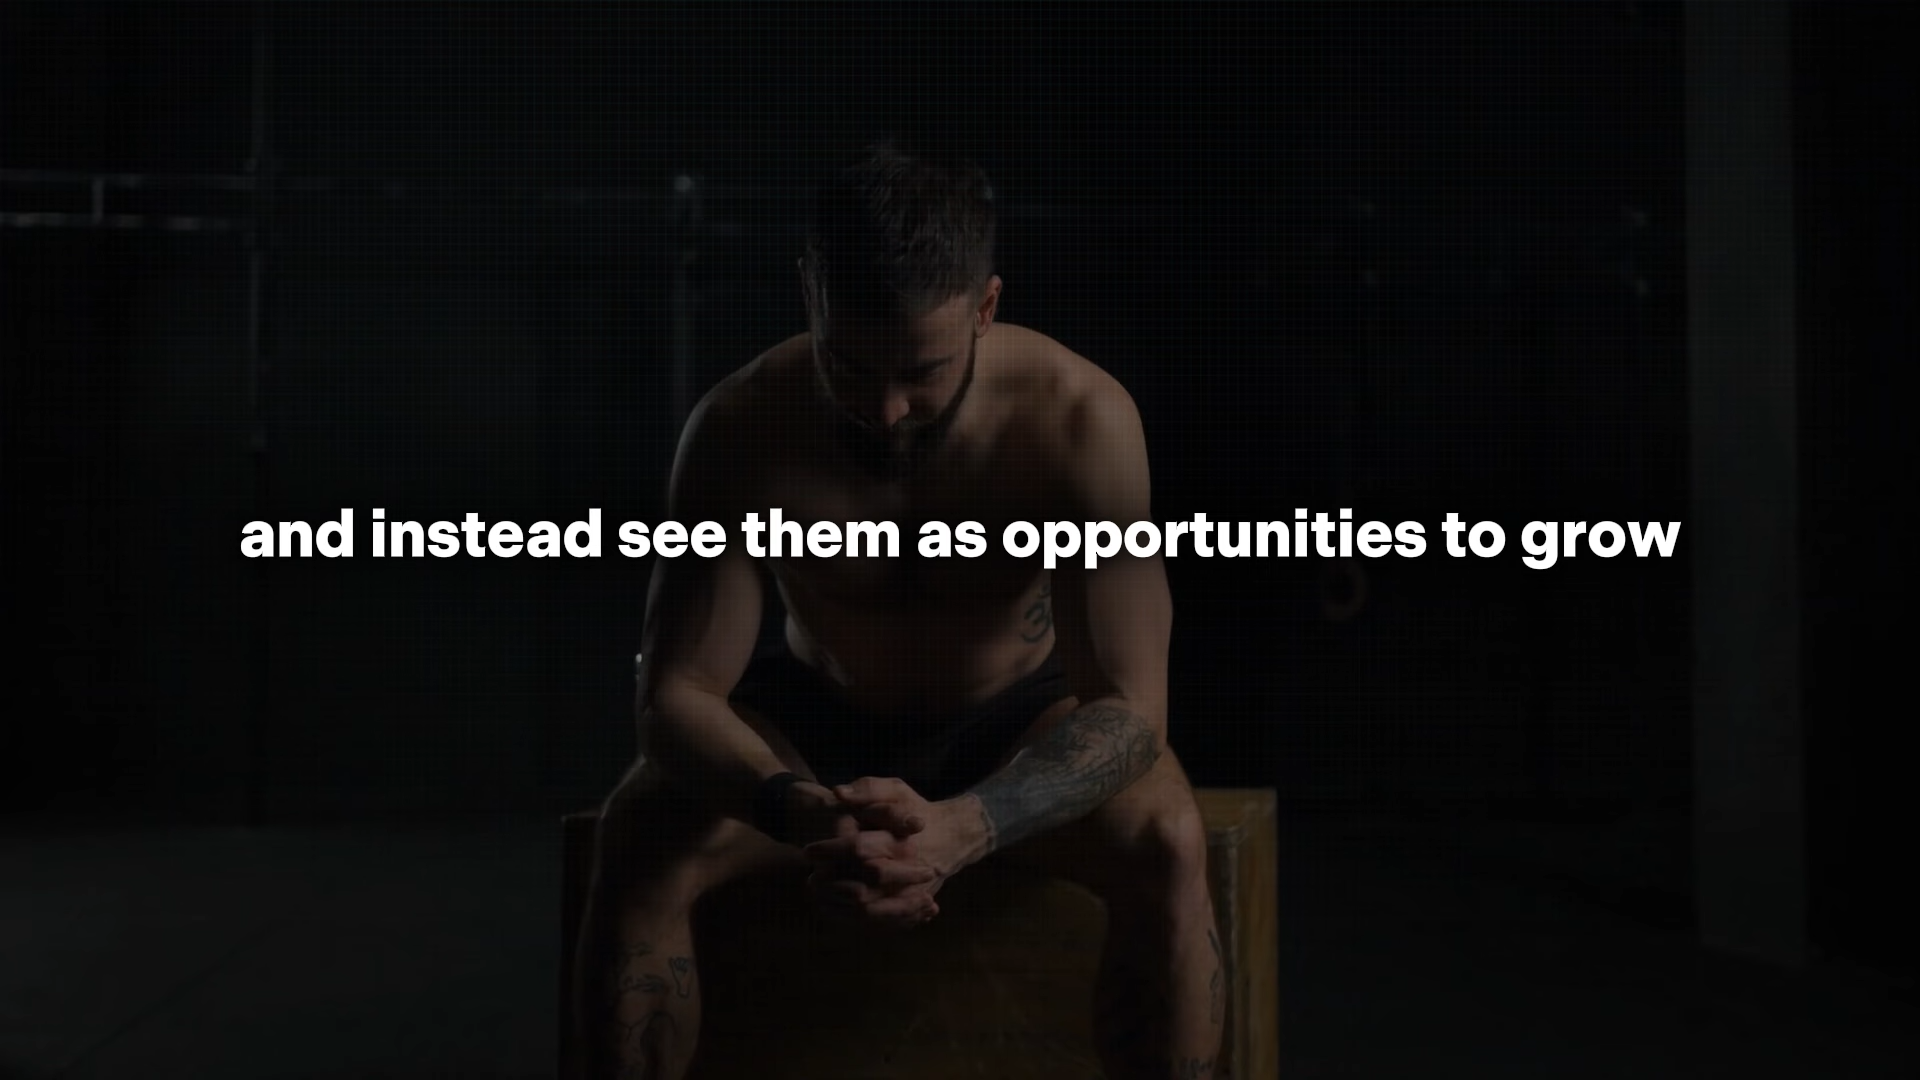 and instead see them as opportunities to grow